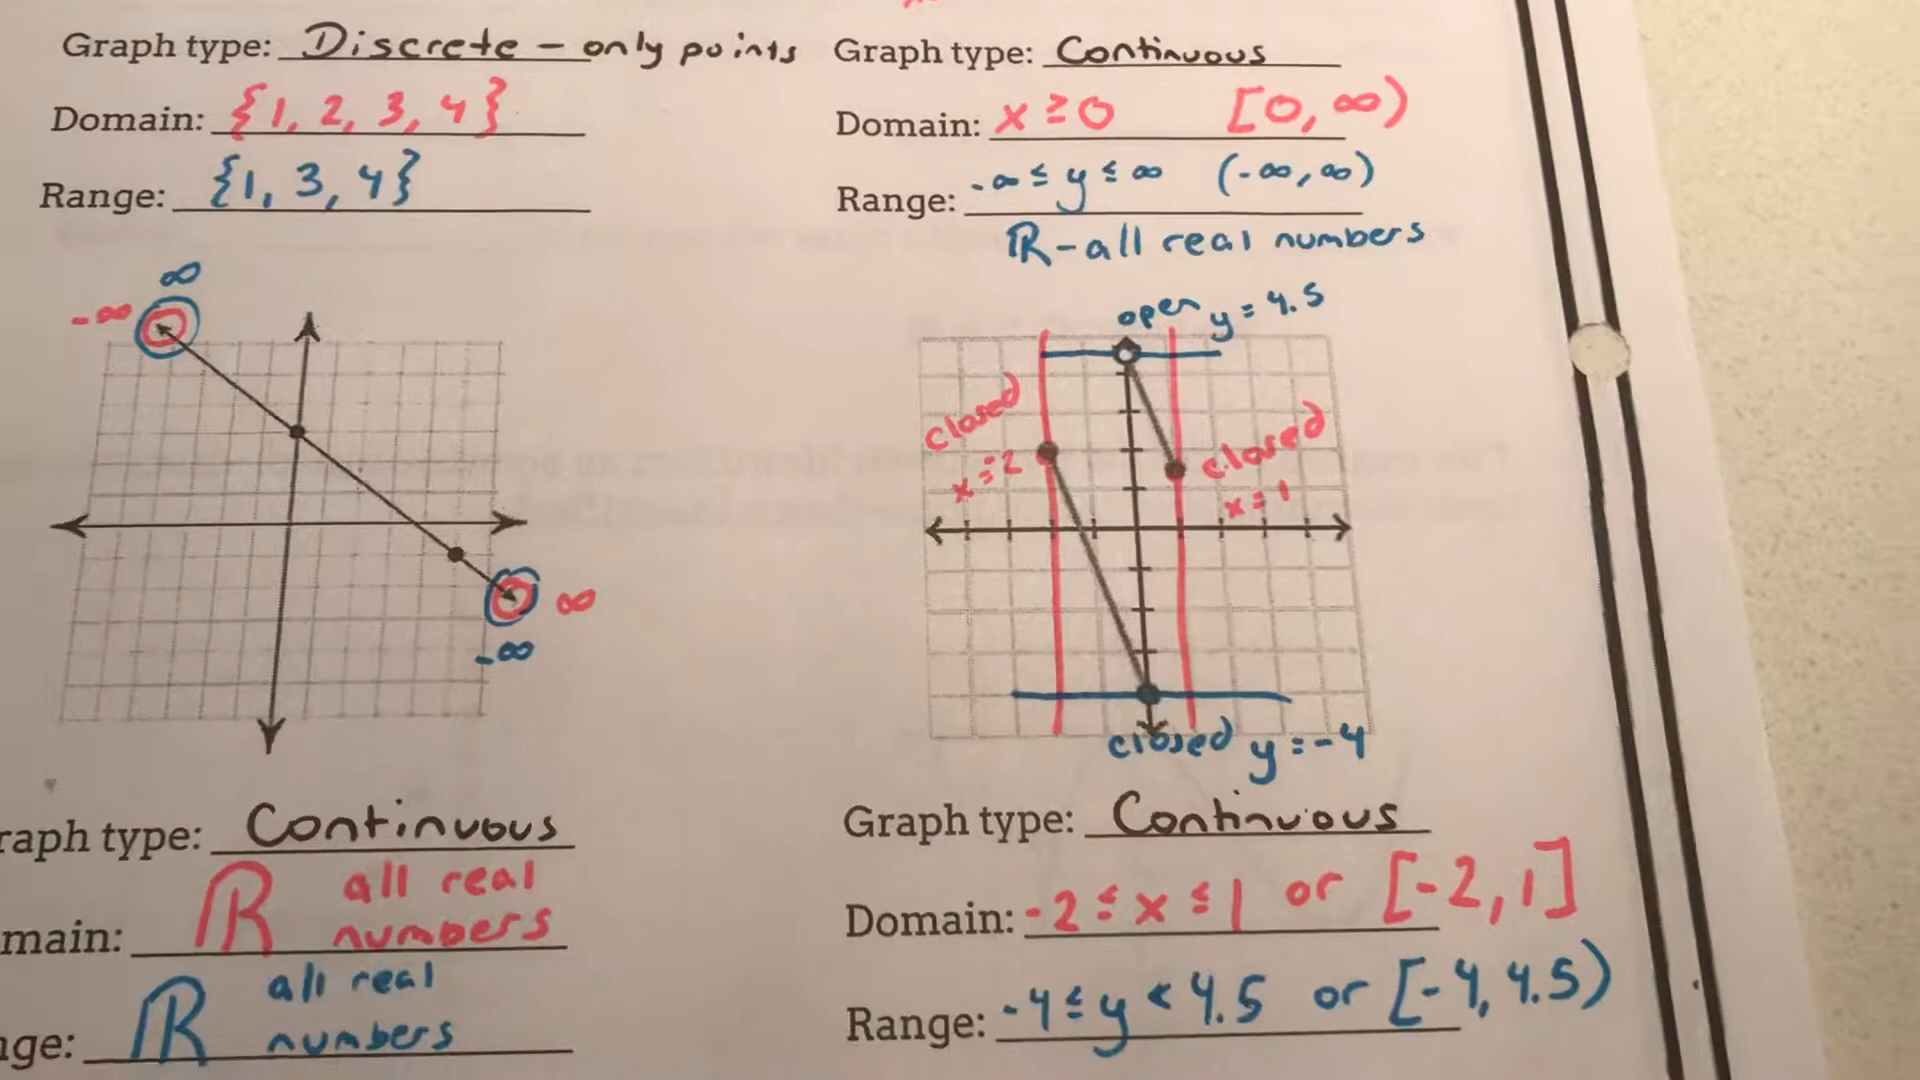 Graph type: Discrete - only points
Domain: {1, 2, 3, 4}
Range: {1, 3, 4}
Graph type: Continuous
Domain: x ≥ 0 [0, ∞)
Range: -∞ ≤ y ≤ ∞ (-∞, ∞)
ℝ - all real numbers
∞
-∞
∞
-∞
open y = 4.5
closed
x = -2
closed
x = 1
closed y = -4
raph type: Continuous
main: ℝ all real
numbers
nge: ℝ all real
numbers
Graph type: Continuous
Domain: -2 ≤ x ≤ 1 or [-2, 1]
Range: -4 ≤ y < 4.5 or [-4, 4.5)